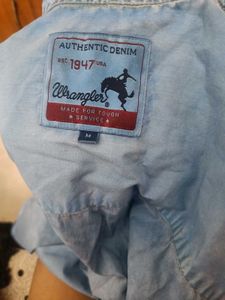 AUTHENTIC DENIM
EST. 1947 USA
Wrangler®
MADE FOR TOUGH
★ SERVICE ★
M